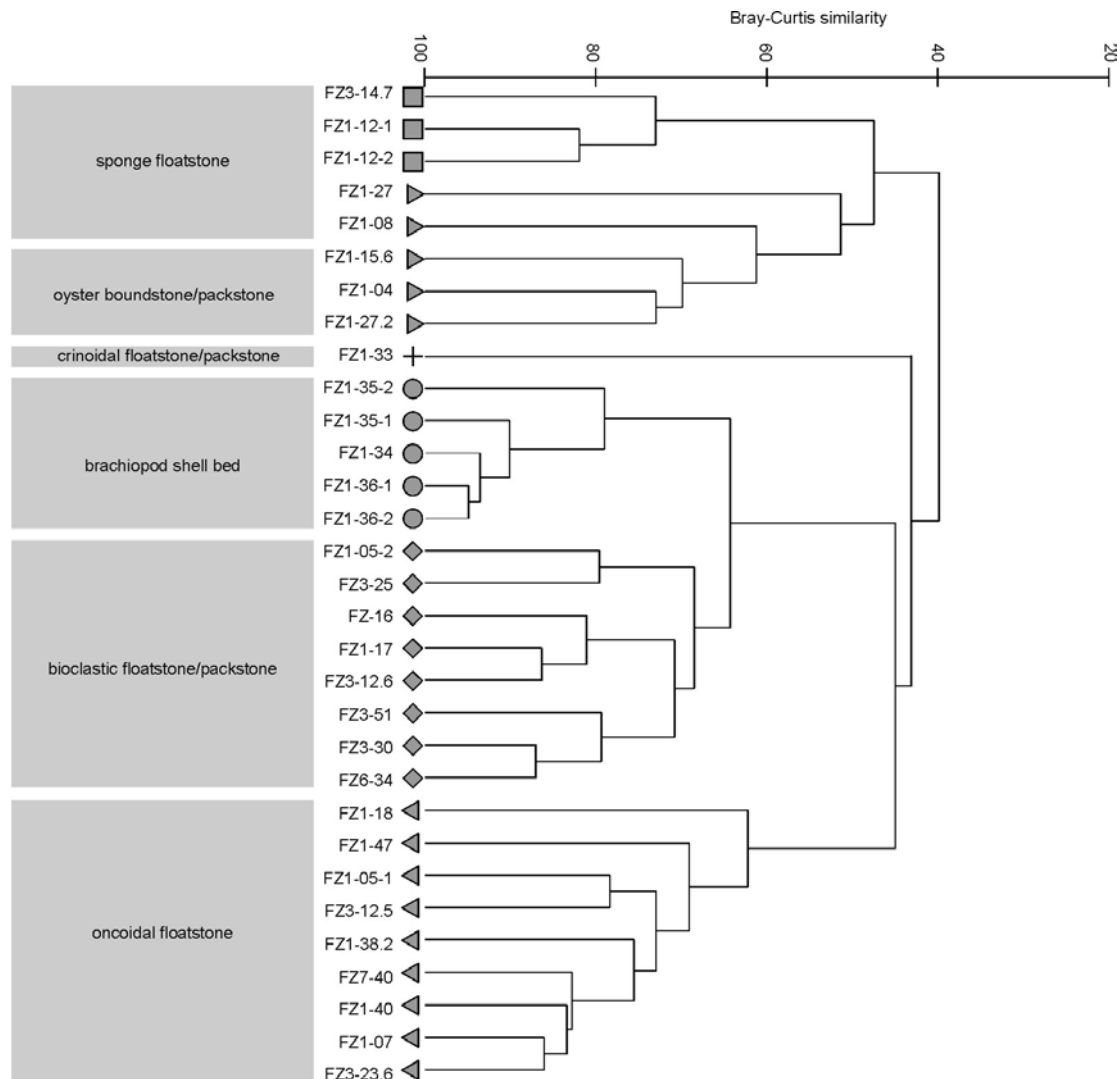 Bray-Curtis similarity
100
80
60
40
20
sponge floatstone
oyster boundstone/packstone
crinoidal floatstone/packstone
brachiopod shell bed
bioclastic floatstone/packstone
oncoidal floatstone
FZ3-14.7
FZ1-12-1
FZ1-12-2
FZ1-27
FZ1-08
FZ1-15.6
FZ1-04
FZ1-27.2
FZ1-33
FZ1-35-2
FZ1-35-1
FZ1-34
FZ1-36-1
FZ1-36-2
FZ1-05-2
FZ3-25
FZ-16
FZ1-17
FZ3-12.6
FZ3-51
FZ3-30
FZ6-34
FZ1-18
FZ1-47
FZ1-05-1
FZ3-12.5
FZ1-38.2
FZ7-40
FZ1-40
FZ1-07
FZ3-23.6